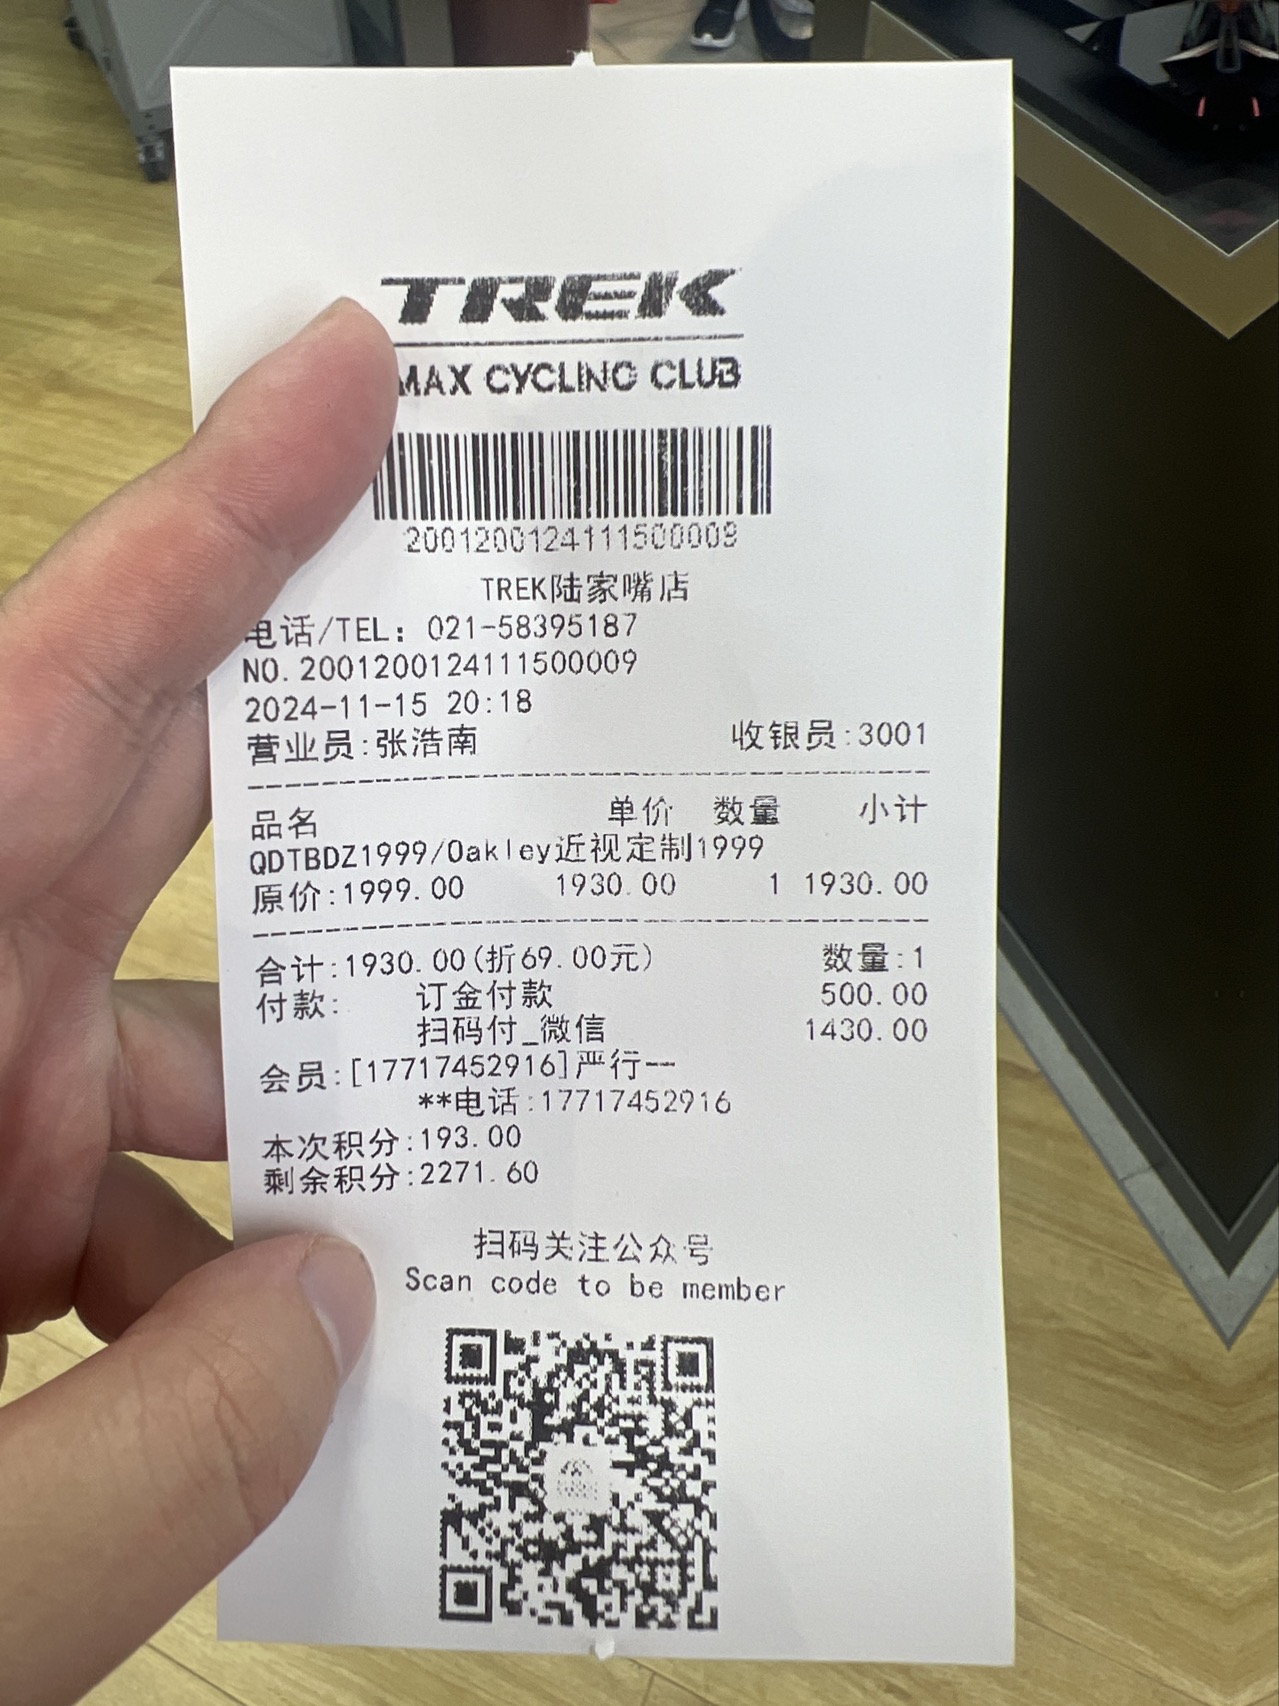 TREK
MAX CYCLING CLUB
2001200124111500009
TREK陆家嘴店
电话/TEL: 021-58395187
NO.2001200124111500009
2024-11-15 20:18
营业员:张浩南 收银员:3001
品名 单价 数量 小计
QDTBDZ1999/Oakley近视定制1999
原价:1999.00 1930.00 1 1930.00
合计:1930.00(折69.00元) 数量:1
付款: 订金付款 500.00
扫码付_微信 1430.00
会员:[17717452916]严行一
**电话:17717452916
本次积分:193.00
剩余积分:2271.60
扫码关注公众号
Scan code to be member